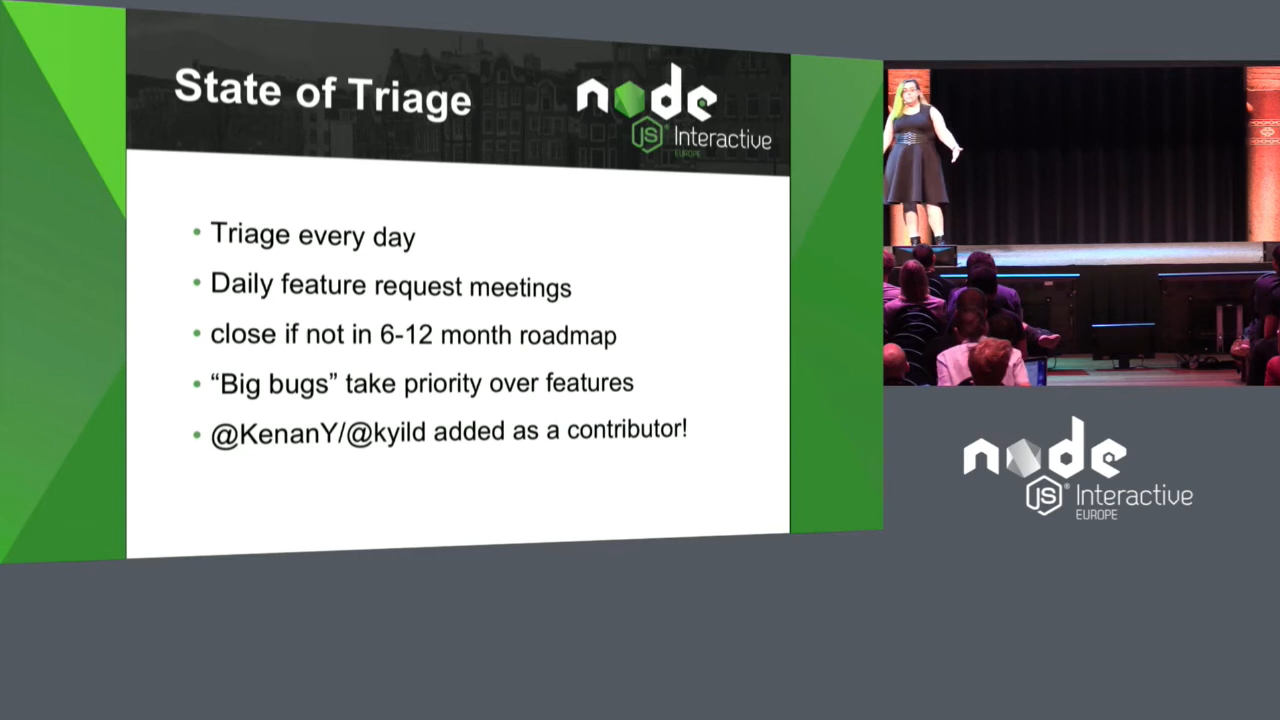 State of Triage
node
JS Interactive
EUROPE
• Triage every day
• Daily feature request meetings
• close if not in 6-12 month roadmap
• “Big bugs” take priority over features
• @KenanY/@kyild added as a contributor!
node
JS® Interactive
EUROPE